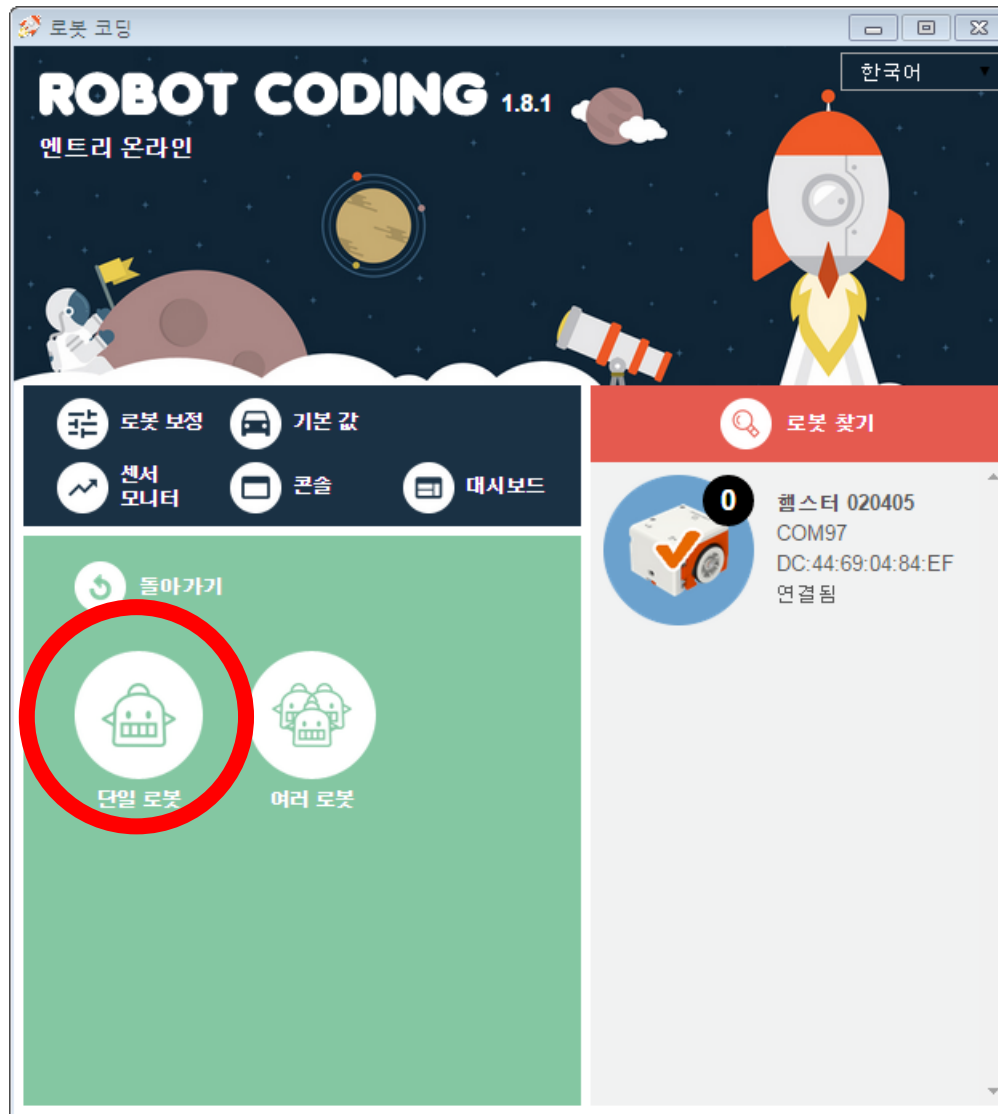 로봇 코딩
한국어
ROBOT CODING 1.8.1
엔트리 온라인
로봇 보정
기본 값
센서
모니터
콘솔
대시보드
로봇 찾기
0
햄스터 020405
COM97
DC:44:69:04:84:EF
연결됨
돌아가기
단일 로봇
여러 로봇